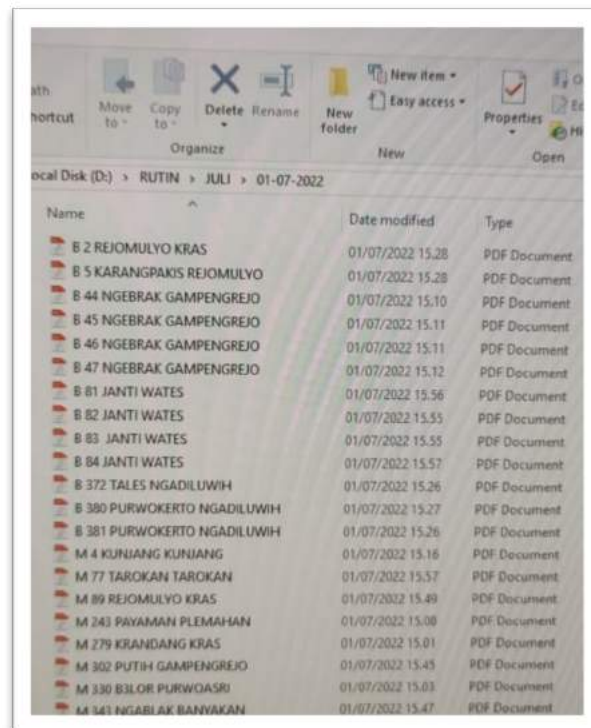 ath
hortcut
Move to
Copy to
Delete
Rename
New folder
New item
Easy access
Properties
Organize
New
Open
ocal Disk (D:) > RUTIN > JULI > 01-07-2022
Name Date modified Type
B 2 REJOMULYO KRAS 01/07/2022 15.28 PDF Document
B 5 KARANGPAKIS REJOMULYO 01/07/2022 15.28 PDF Document
B 44 NGEBRAK GAMPENGREJO 01/07/2022 15.10 PDF Document
B 45 NGEBRAK GAMPENGREJO 01/07/2022 15.11 PDF Document
B 46 NGEBRAK GAMPENGREJO 01/07/2022 15.11 PDF Document
B 47 NGEBRAK GAMPENGREJO 01/07/2022 15.12 PDF Document
B 81 JANTI WATES 01/07/2022 15.56 PDF Document
B 82 JANTI WATES 01/07/2022 15.55 PDF Document
B 83 JANTI WATES 01/07/2022 15.55 PDF Document
B 84 JANTI WATES 01/07/2022 15.57 PDF Document
B 372 TALES NGADILUWIH 01/07/2022 15.26 PDF Document
B 380 PURWOKERTO NGADILUWIH 01/07/2022 15.27 PDF Document
B 381 PURWOKERTO NGADILUWIH 01/07/2022 15.26 PDF Document
M 4 KUNJANG KUNJANG 01/07/2022 15.16 PDF Document
M 77 TAROKAN TAROKAN 01/07/2022 15.57 PDF Document
M 89 REJOMULYO KRAS 01/07/2022 15.49 PDF Document
M 243 PAYAMAN PLEMAHAN 01/07/2022 15.08 PDF Document
M 279 KRANDANG KRAS 01/07/2022 15.01 PDF Document
M 302 PUTIH GAMPENGREJO 01/07/2022 15.45 PDF Document
M 330 B3LOR PURWOASRI 01/07/2022 15.03 PDF Document
M 343 NGABLAK BANYAKAN 01/07/2022 15.47 PDF Document